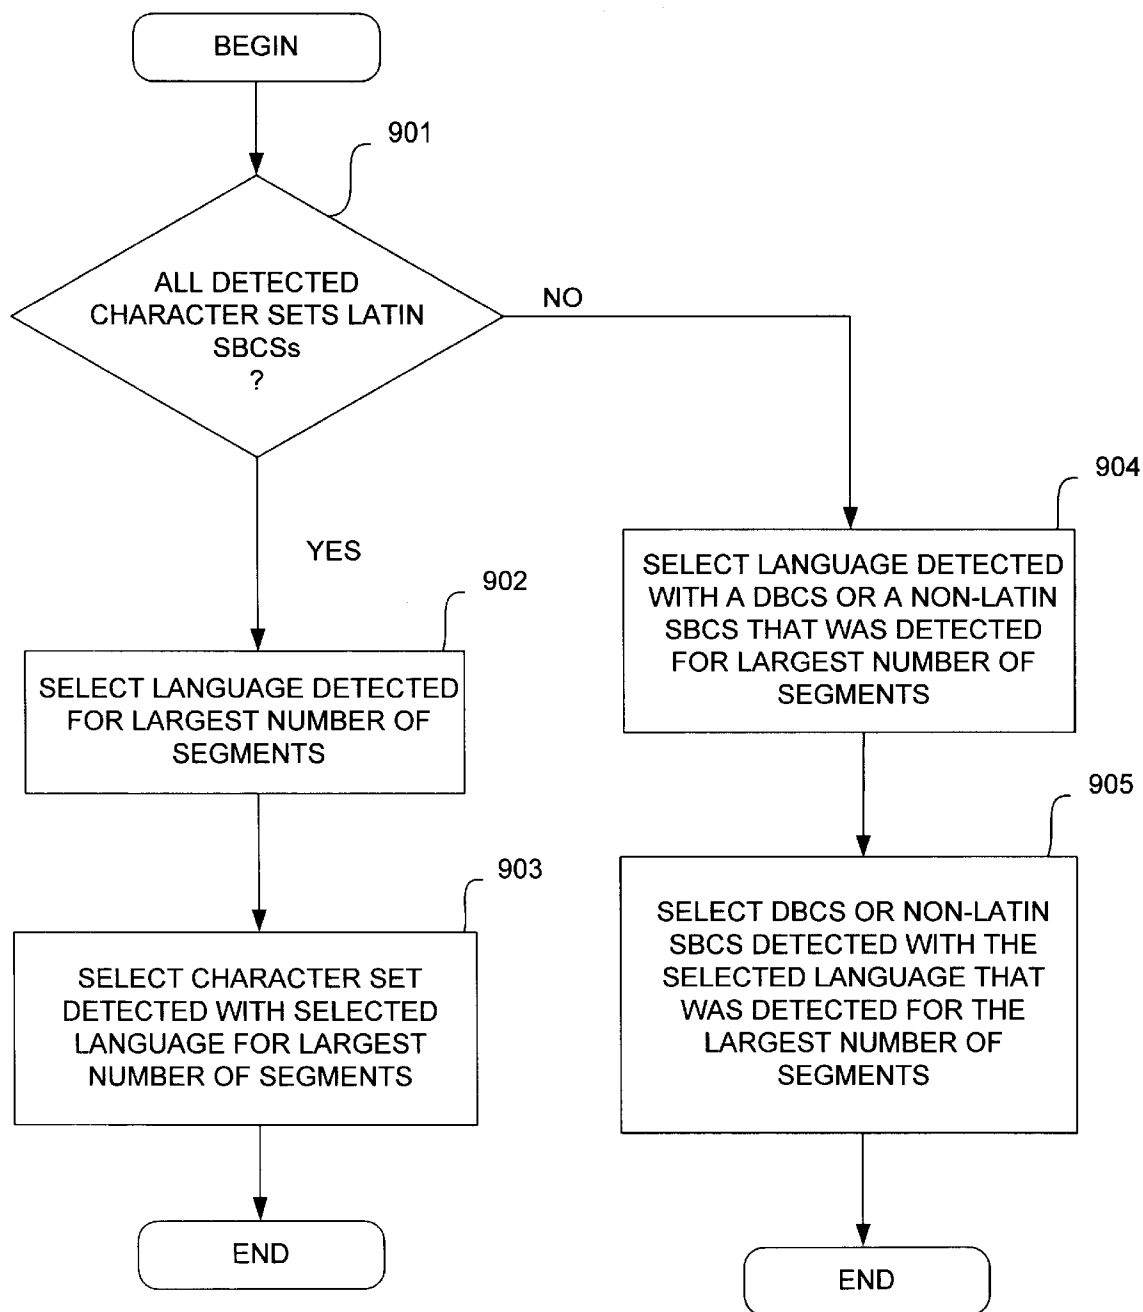 BEGIN
901
ALL DETECTED
CHARACTER SETS LATIN
SBCSs
?
NO
YES
902
SELECT LANGUAGE DETECTED
FOR LARGEST NUMBER OF
SEGMENTS
903
SELECT CHARACTER SET
DETECTED WITH SELECTED
LANGUAGE FOR LARGEST
NUMBER OF SEGMENTS
END
904
SELECT LANGUAGE DETECTED
WITH A DBCS OR A NON-LATIN
SBCS THAT WAS DETECTED
FOR LARGEST NUMBER OF
SEGMENTS
905
SELECT DBCS OR NON-LATIN
SBCS DETECTED WITH THE
SELECTED LANGUAGE THAT
WAS DETECTED FOR THE
LARGEST NUMBER OF
SEGMENTS
END